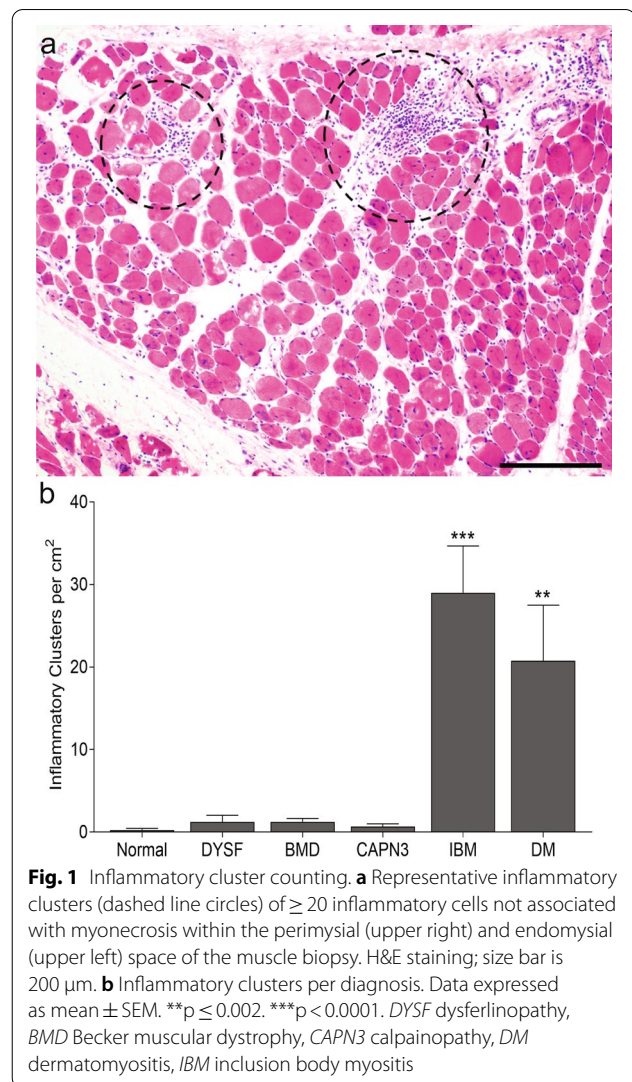 a
b
Inflammatory Clusters per cm²
40
30
20
10
0
***
**
Normal DYSF BMD CAPN3 IBM DM
Fig. 1 Inflammatory cluster counting. a Representative inflammatory
clusters (dashed line circles) of ≥ 20 inflammatory cells not associated
with myonecrosis within the perimysial (upper right) and endomysial
(upper left) space of the muscle biopsy. H&E staining; size bar is
200 µm. b Inflammatory clusters per diagnosis. Data expressed
as mean ± SEM. **p ≤ 0.002. ***p < 0.0001. DYSF dysferlinopathy,
BMD Becker muscular dystrophy, CAPN3 calpainopathy, DM
dermatomyositis, IBM inclusion body myositis